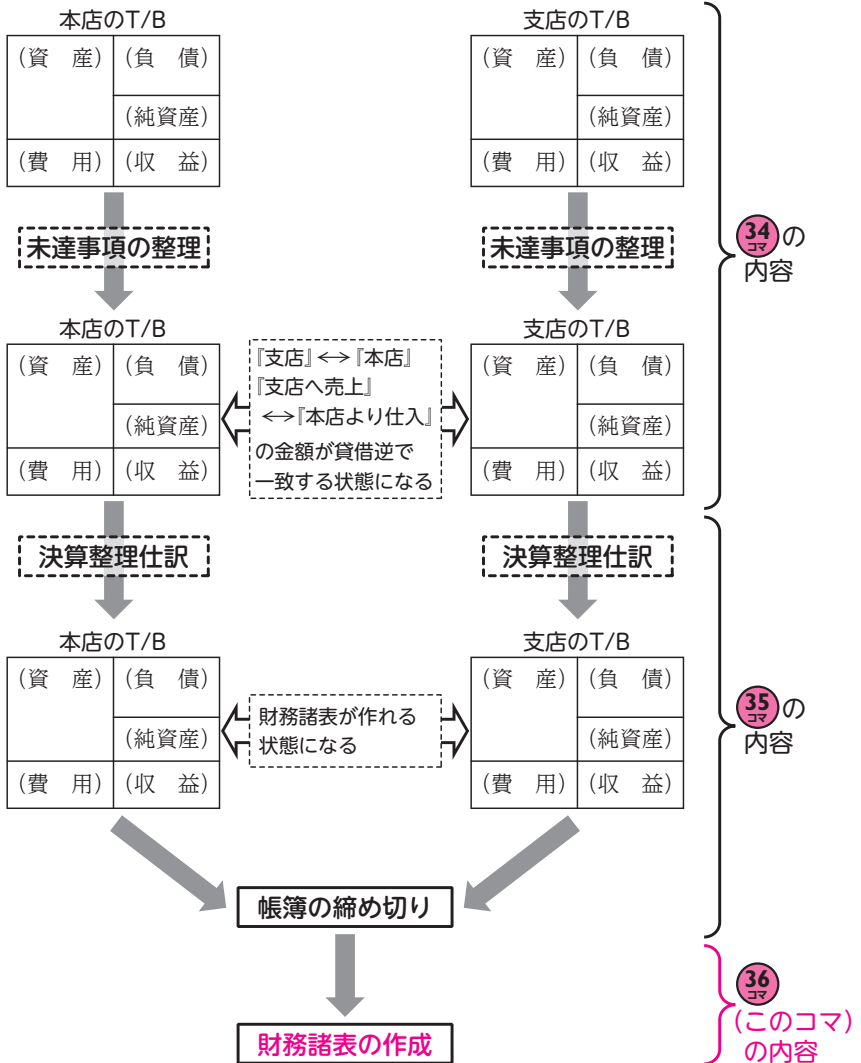 本店のT/B
支店のT/B
(資 産) (負 債)
(純資産)
(費 用) (収 益)
(資 産) (負 債)
(純資産)
(費 用) (収 益)
未達事項の整理
未達事項の整理
34
コマ
の
内容
本店のT/B
支店のT/B
(資 産) (負 債)
(純資産)
(費 用) (収 益)
『支店』⟷『本店』
『支店へ売上』
⟷『本店より仕入』
の金額が貸借逆で
一致する状態になる
(資 産) (負 債)
(純資産)
(費 用) (収 益)
決算整理仕訳
決算整理仕訳
本店のT/B
支店のT/B
(資 産) (負 債)
(純資産)
(費 用) (収 益)
財務諸表が作れる
状態になる
(資 産) (負 債)
(純資産)
(費 用) (収 益)
35
コマ
の
内容
帳簿の締め切り
財務諸表の作成
36
コマ
(このコマ)
の内容